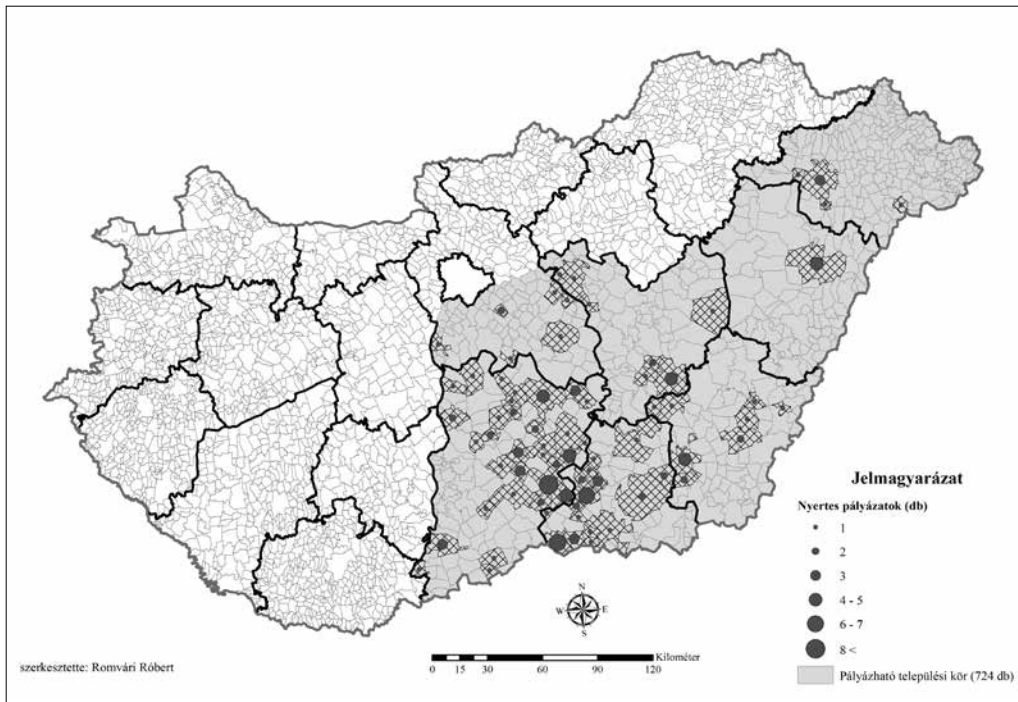 Jelmagyarázat
Nyertes pályázatok (db)
1
2
3
4 - 5
6 - 7
8 <
Pályázható települési kör (724 db)
N
W E
S
Kilométer
0 15 30 60 90 120
szerkesztette: Romvári Róbert